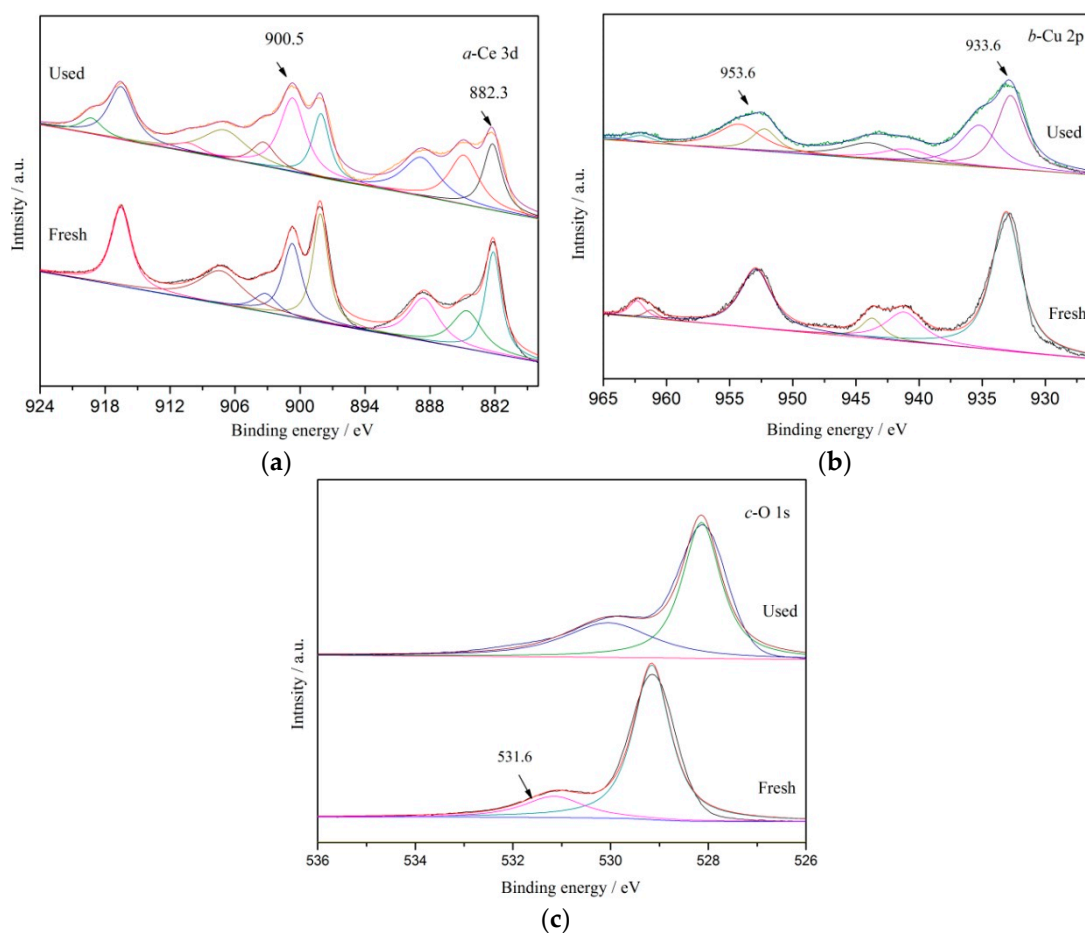 900.5
a-Ce 3d
Used
882.3
Fresh
Intnsity / a.u.
924 918 912 906 900 894 888 882
Binding energy / eV
(a)
b-Cu 2p
933.6
953.6
Used
Fresh
Intnsity / a.u.
965 960 955 950 945 940 935 930
Binding energy / eV
(b)
c-O 1s
Used
531.6
Fresh
Intnsity / a.u.
536 534 532 530 528 526
Binding energy / eV
(c)